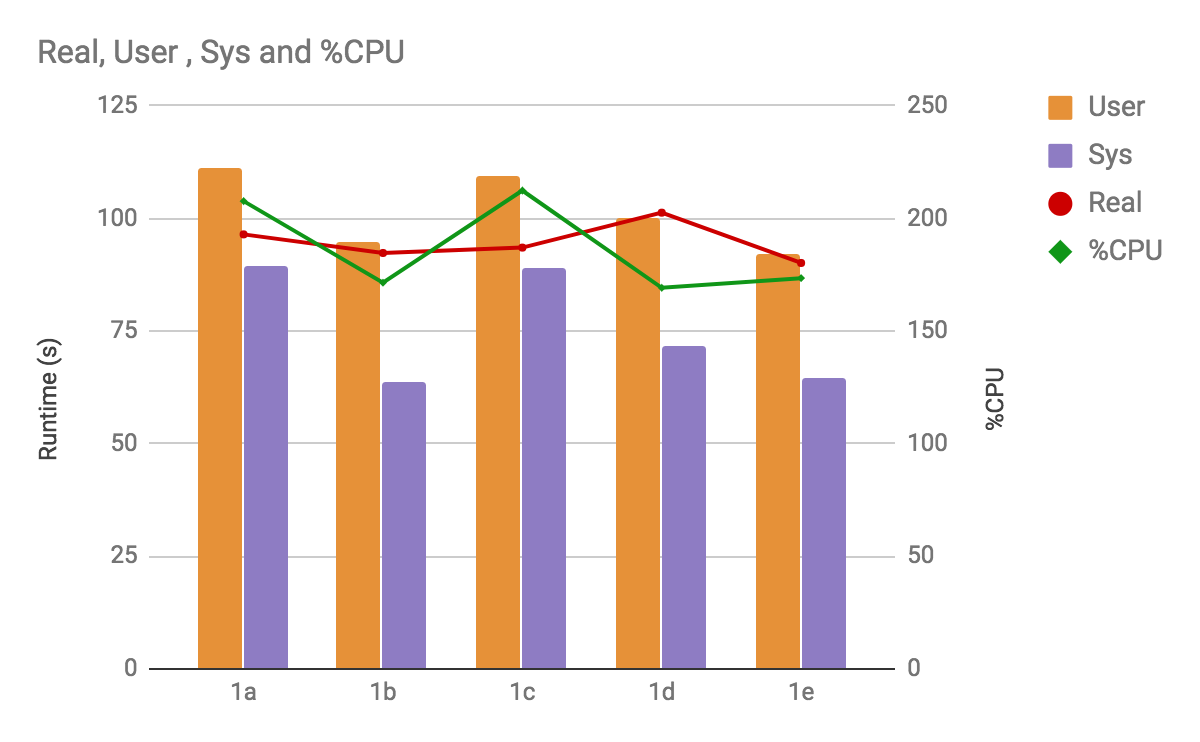 Real, User , Sys and %CPU
125
100
75
50
25
0
Runtime (s)
250
200
150
100
50
0
%CPU
1a
1b
1c
1d
1e
User
Sys
Real
%CPU